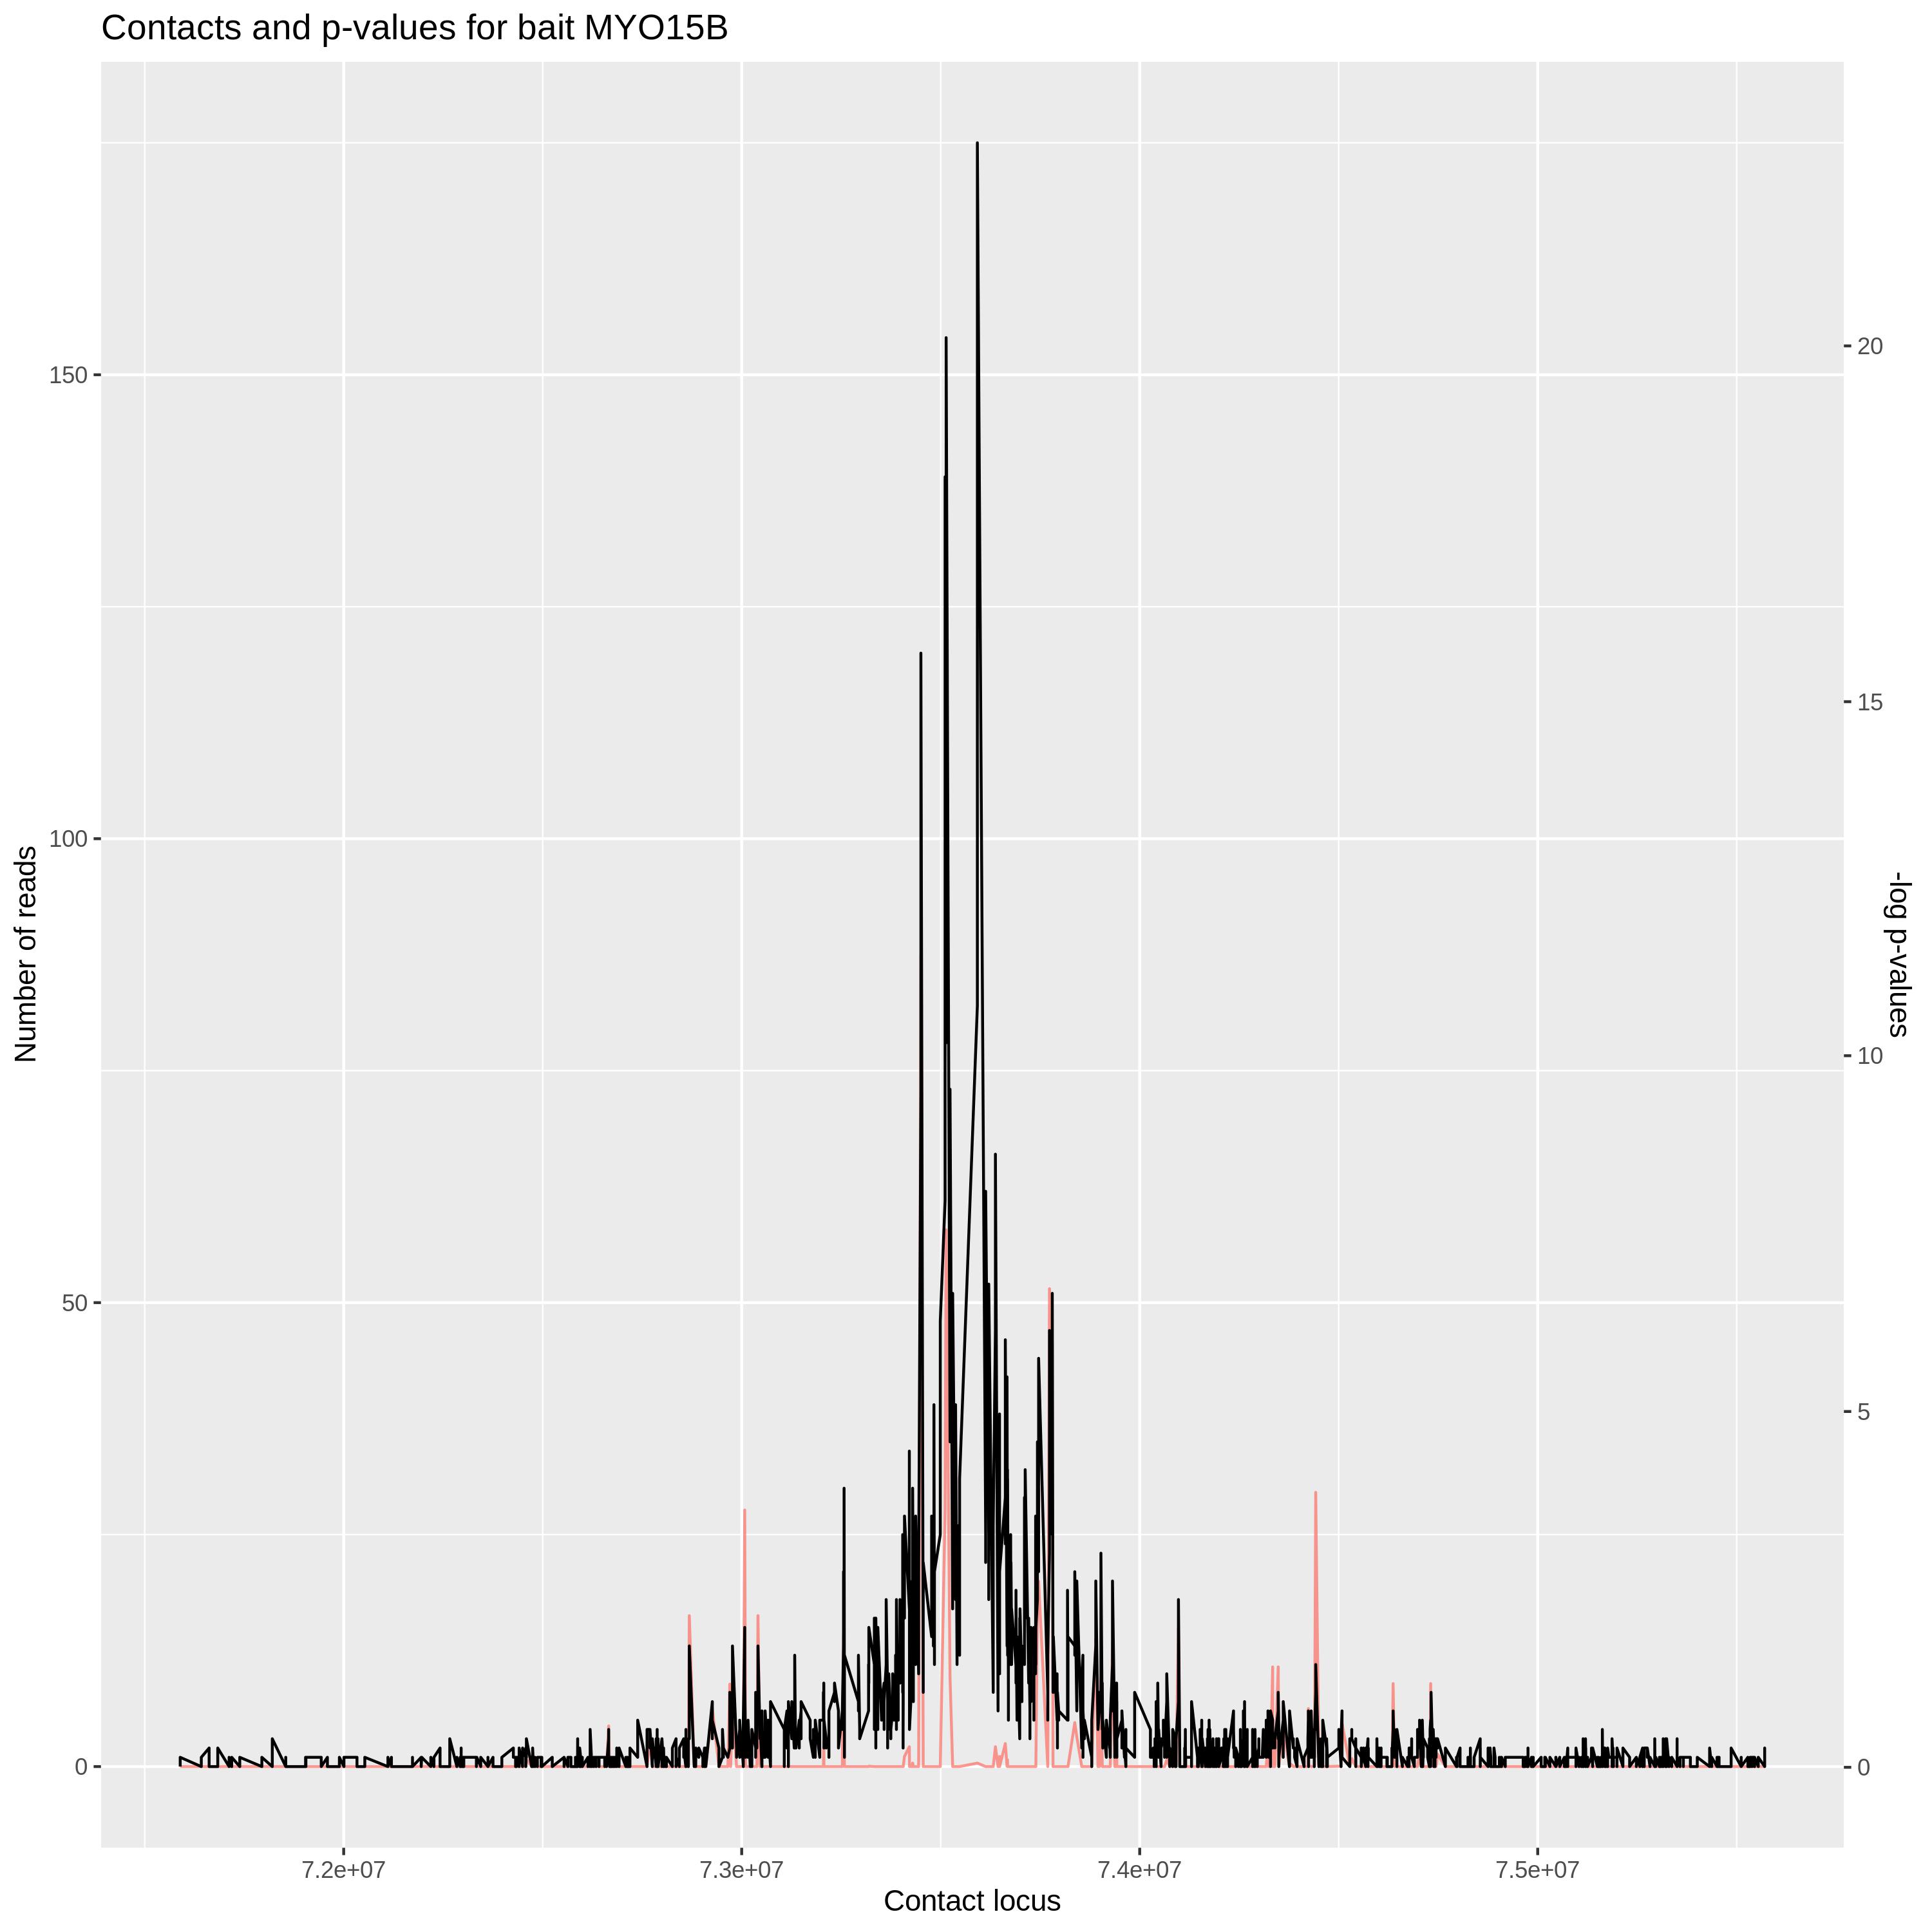 Contacts and p-values for bait MYO15B
Number of reads
150
100
50
0
20
15
10
5
0
-log p-values
7.2e+07
7.3e+07
7.4e+07
7.5e+07
Contact locus